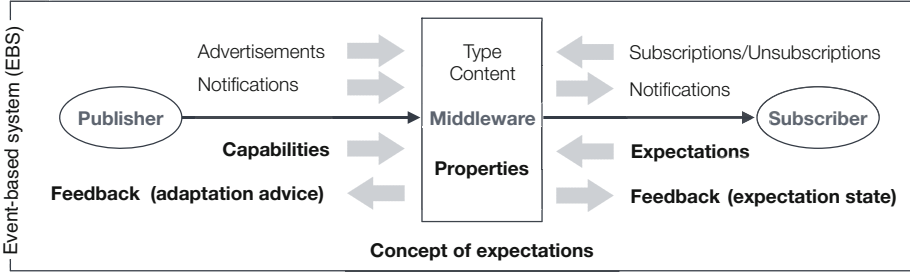 Event-based system (EBS)
Advertisements
Notifications
Type
Content
Subscriptions/Unsubscriptions
Notifications
Publisher
Middleware
Subscriber
Capabilities
Feedback (adaptation advice)
Properties
Expectations
Feedback (expectation state)
Concept of expectations